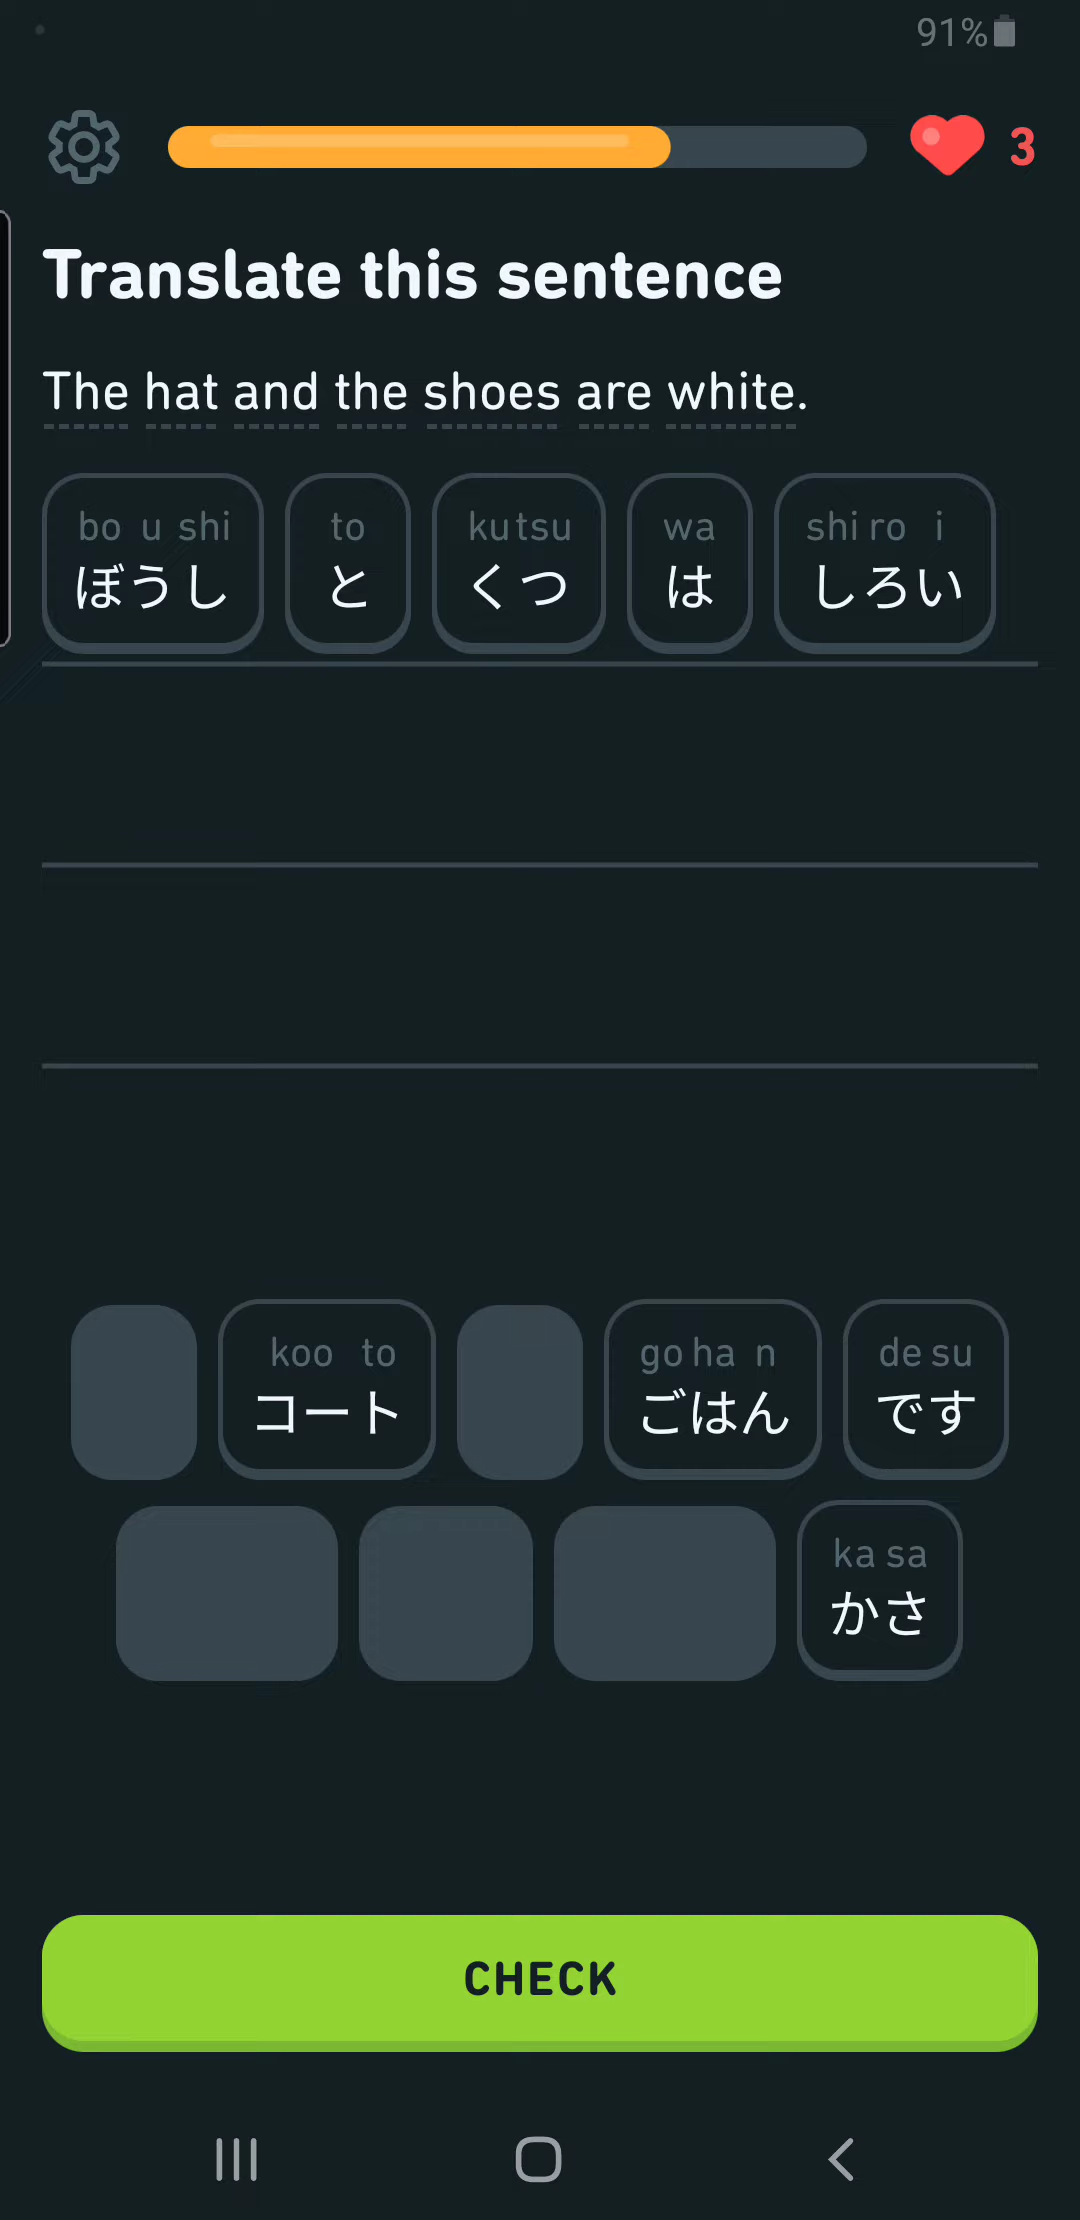 91%
3
Translate this sentence
The hat and the shoes are white.
bo u shi to ku tsu wa shi ro i
ぼうし と くつ は しろい
koo to go ha n de su
コート ごはん です
ka sa
かさ
CHECK